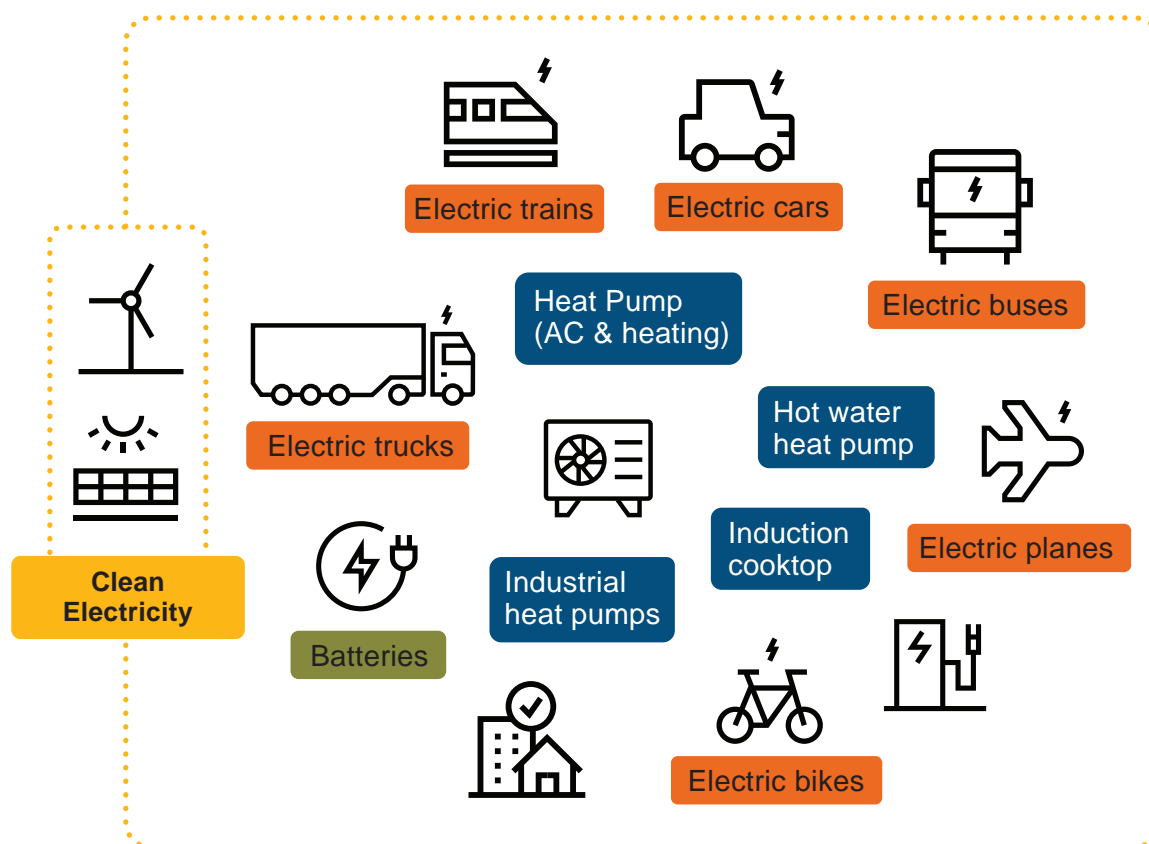 Electric trains
Electric cars
Electric buses
Heat Pump
(AC & heating)
Electric trucks
Hot water
heat pump
Electric planes
Induction
cooktop
Clean
Electricity
Industrial
heat pumps
Batteries
Electric bikes